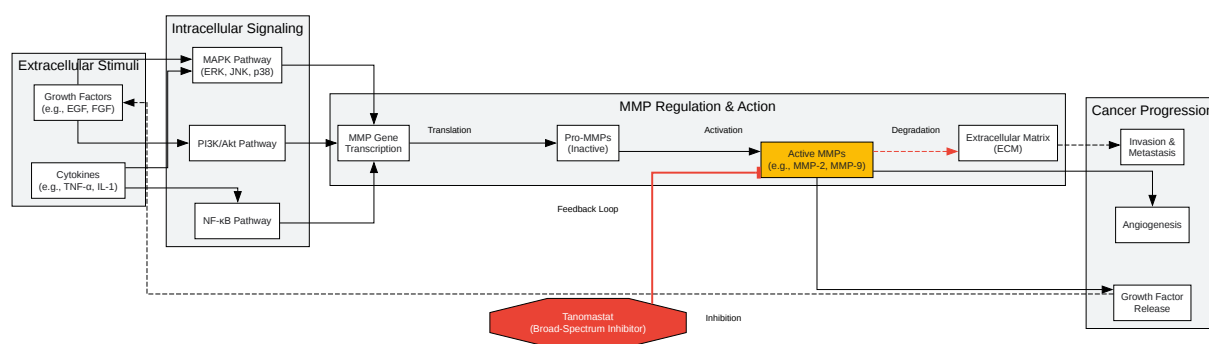 Extracellular Stimuli
Growth Factors
(e.g., EGF, FGF)
Cytokines
(e.g., TNF-α, IL-1)
Intracellular Signaling
MAPK Pathway
(ERK, JNK, p38)
PI3K/Akt Pathway
NF-κB Pathway
MMP Regulation & Action
MMP Gene
Transcription
Translation
Pro-MMPs
(Inactive)
Activation
Active MMPs
(e.g., MMP-2, MMP-9)
Degradation
Extracellular Matrix
(ECM)
Cancer Progression
Invasion &
Metastasis
Angiogenesis
Growth Factor
Release
Feedback Loop
Tanomastat
(Broad-Spectrum Inhibitor)
Inhibition